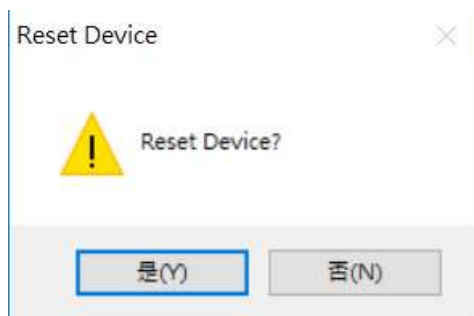 Reset Device
Reset Device?
是(Y)
否(N)